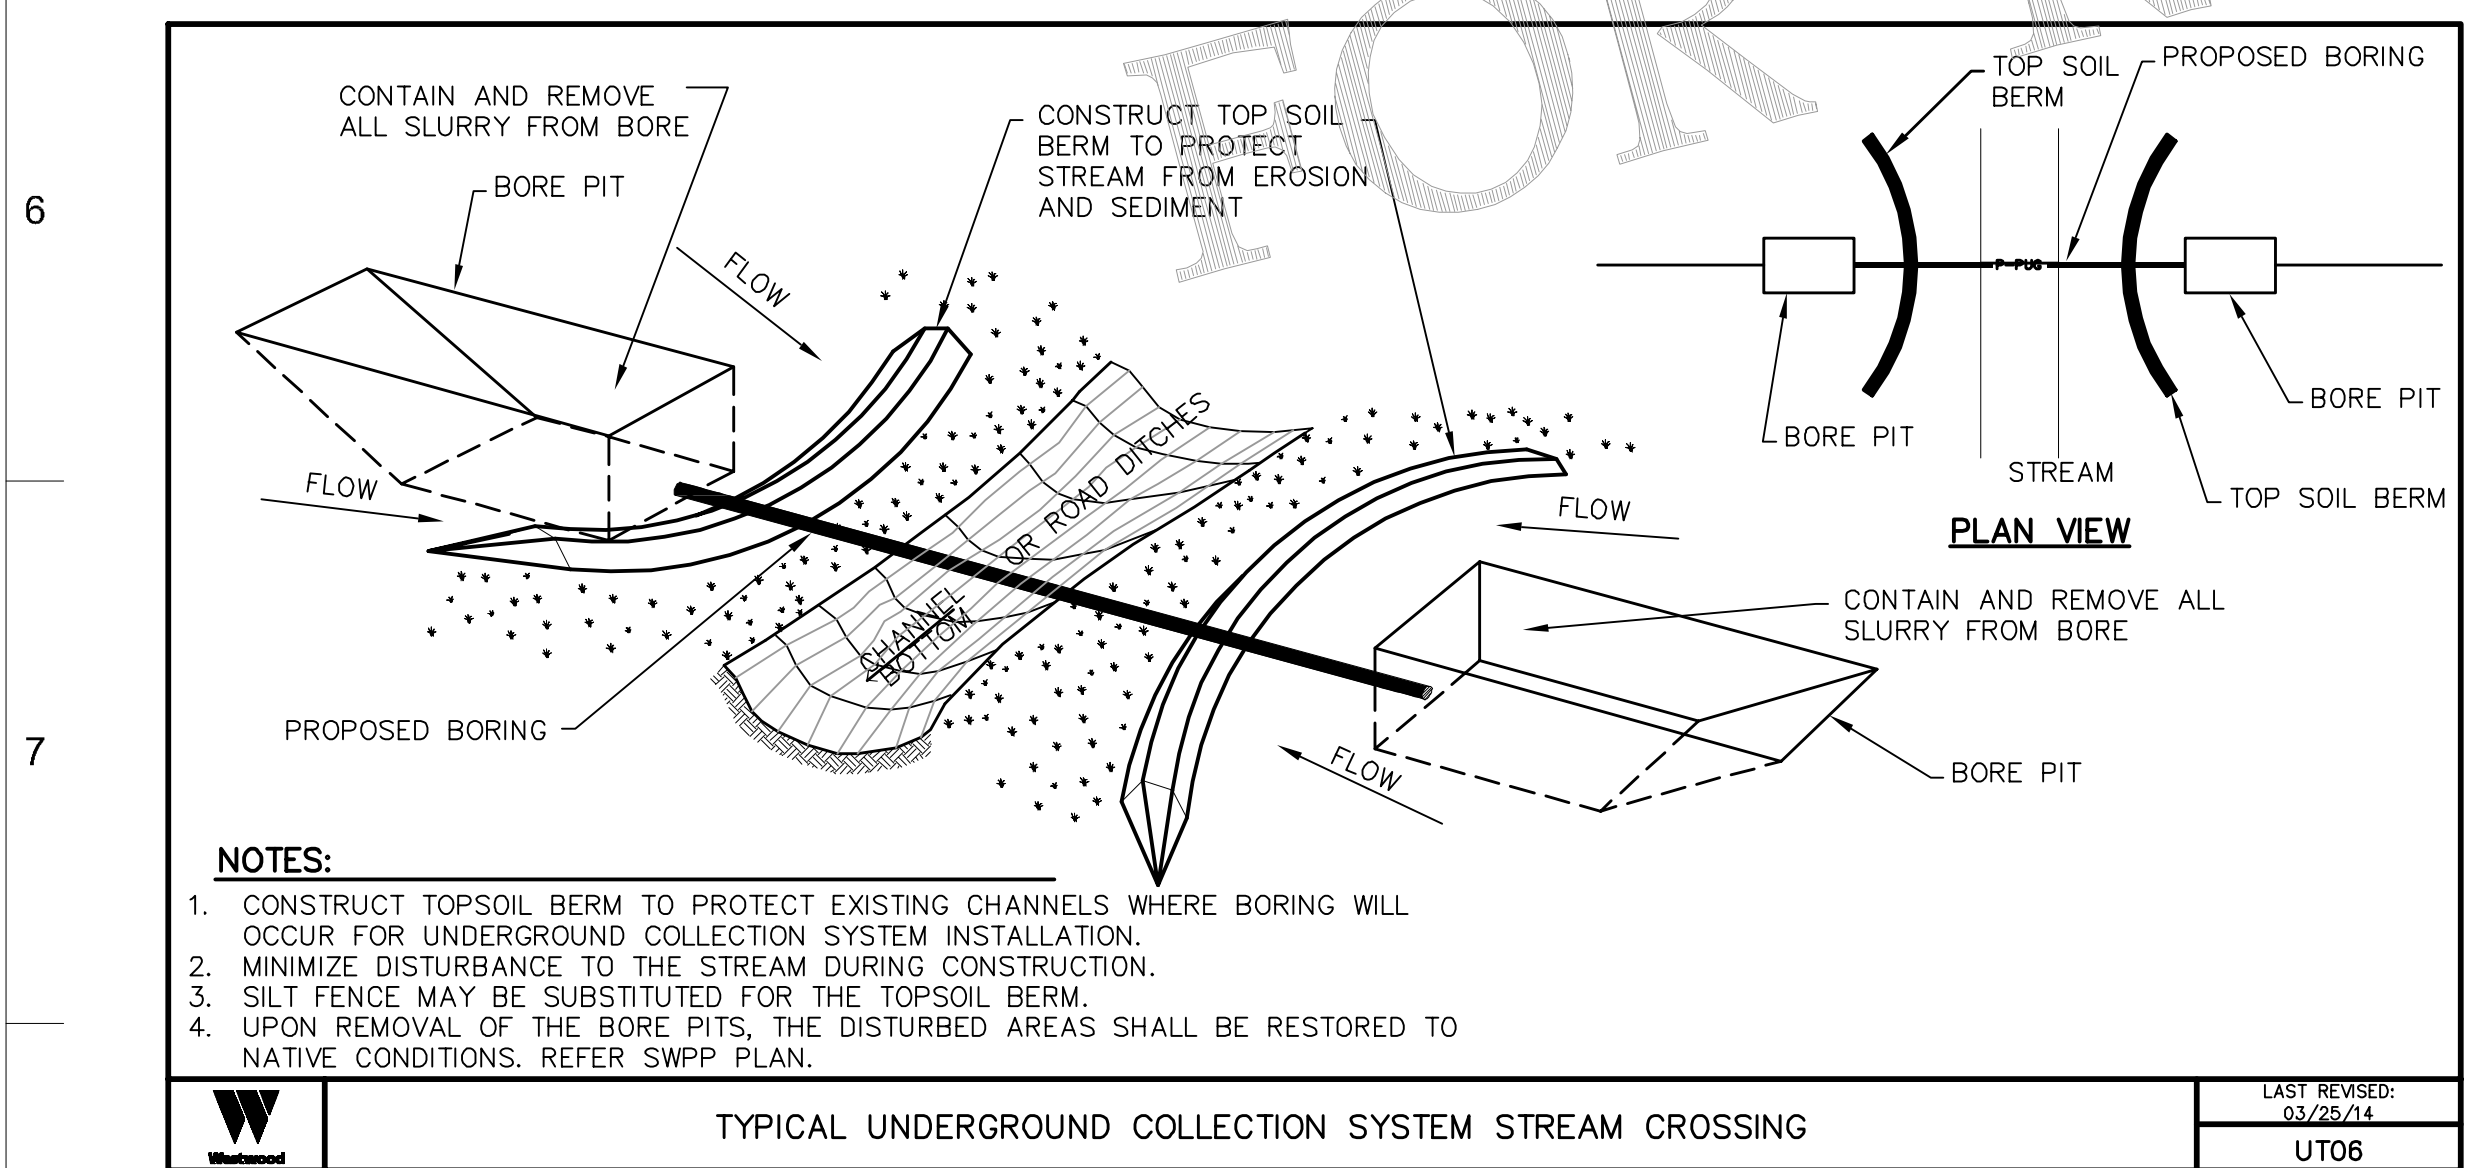 6
7
CONTAIN AND REMOVE
ALL SLURRY FROM BORE
BORE PIT
FLOW
CONSTRUCT TOP SOIL
BERM TO PROTECT
STREAM FROM EROSION
AND SEDIMENT
FOR
TOP SOIL
BERM
PROPOSED BORING
P-PUG
BORE PIT
BORE PIT
STREAM
TOP SOIL BERM
PLAN VIEW
FLOW
OR ROAD DITCHES
CHANNEL
BOTTOM
FLOW
CONTAIN AND REMOVE ALL
SLURRY FROM BORE
PROPOSED BORING
FLOW
BORE PIT
NOTES:
1. CONSTRUCT TOPSOIL BERM TO PROTECT EXISTING CHANNELS WHERE BORING WILL
OCCUR FOR UNDERGROUND COLLECTION SYSTEM INSTALLATION.
2. MINIMIZE DISTURBANCE TO THE STREAM DURING CONSTRUCTION.
3. SILT FENCE MAY BE SUBSTITUTED FOR THE TOPSOIL BERM.
4. UPON REMOVAL OF THE BORE PITS, THE DISTURBED AREAS SHALL BE RESTORED TO
NATIVE CONDITIONS. REFER SWPP PLAN.
Westwood
TYPICAL UNDERGROUND COLLECTION SYSTEM STREAM CROSSING
LAST REVISED:
03/25/14
UT06